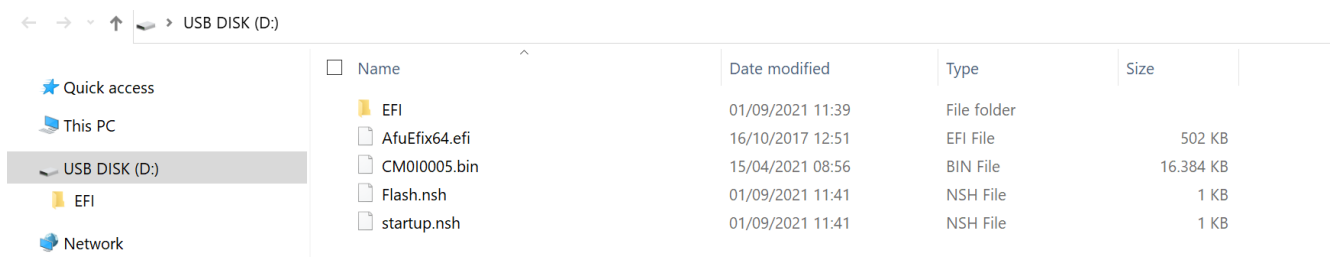 USB DISK (D:)
Name Date modified Type Size
Quick access
EFI 01/09/2021 11:39 File folder
This PC
AfuEfix64.efi 16/10/2017 12:51 EFI File 502 KB
USB DISK (D:)
CM0I0005.bin 15/04/2021 08:56 BIN File 16.384 KB
EFI
Flash.nsh 01/09/2021 11:41 NSH File 1 KB
startup.nsh 01/09/2021 11:41 NSH File 1 KB
Network